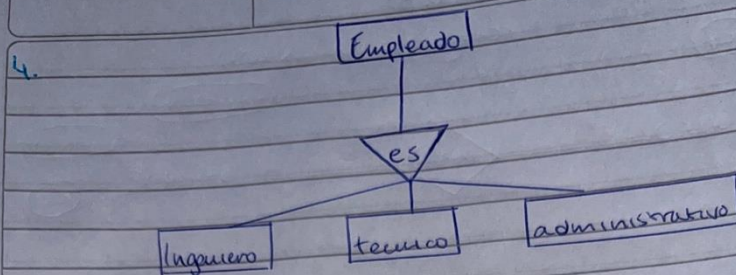 4.
Empleado
es
Ingeniero
tecnico
administrativo